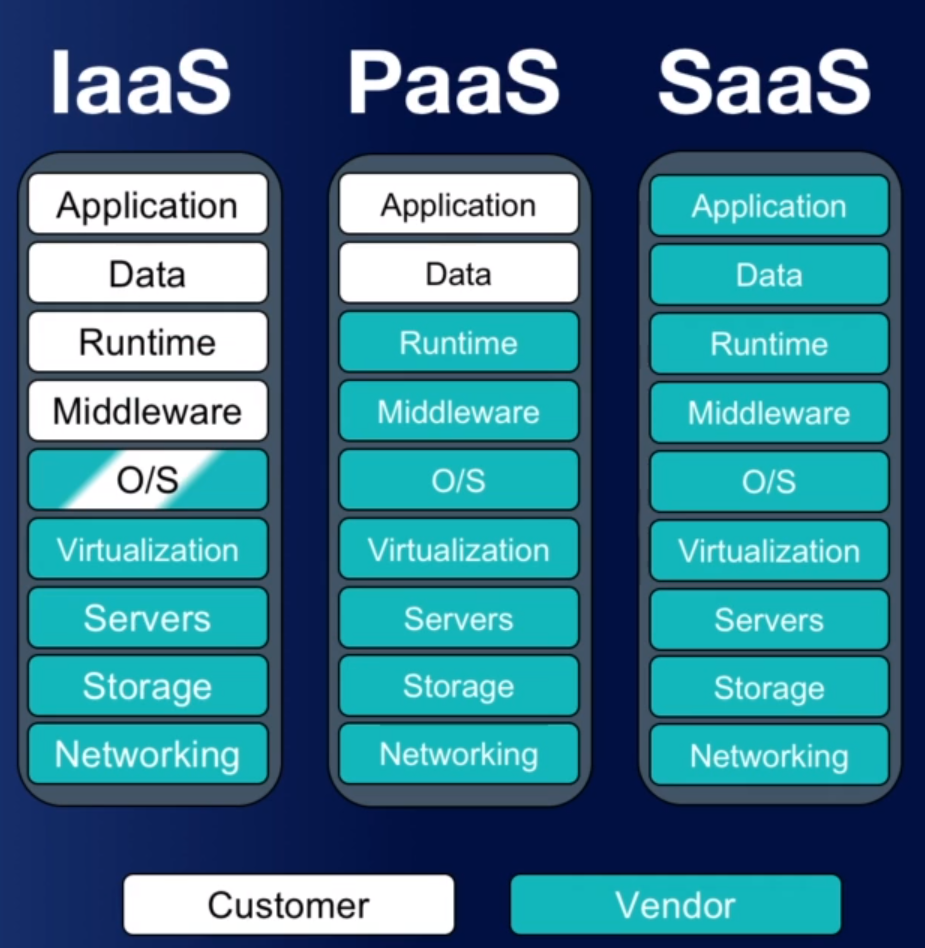 IaaS
PaaS
SaaS
Application
Data
Runtime
Middleware
O/S
Virtualization
Servers
Storage
Networking
Application
Data
Runtime
Middleware
O/S
Virtualization
Servers
Storage
Networking
Application
Data
Runtime
Middleware
O/S
Virtualization
Servers
Storage
Networking
Customer
Vendor